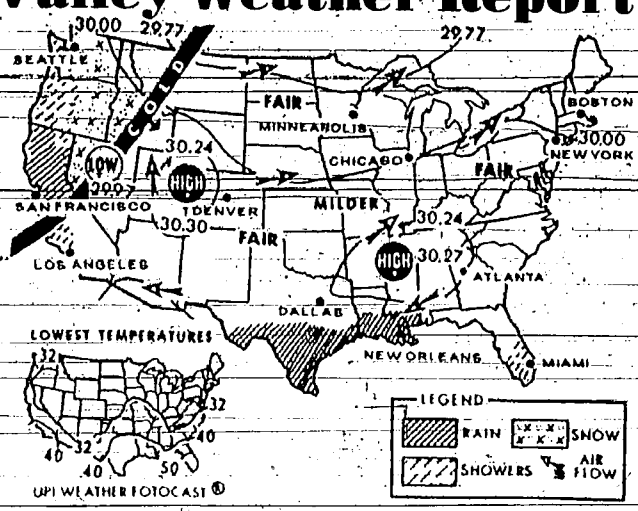 Valley Weather Report
30.00 29.77
29.77
SEATTLE
COLD
FAIR
MINNEAPOLIS
BOSTON
30.00
NEW YORK
30.24
CHICAGO
FAIR
LOW
29.97
HIGH
SAN FRANCISCO
DENVER
30.30
MILDER
FAIR
30.24
HIGH 30.27
LOS ANGELES
ATLANTA
DALLAS
NEW ORLEANS
MIAMI
LOWEST TEMPERATURES
32
32
40
32
40
40
50
UPI WEATHER FOTOCAST ®
LEGEND
RAIN
SNOW
SHOWERS
AIR FLOW